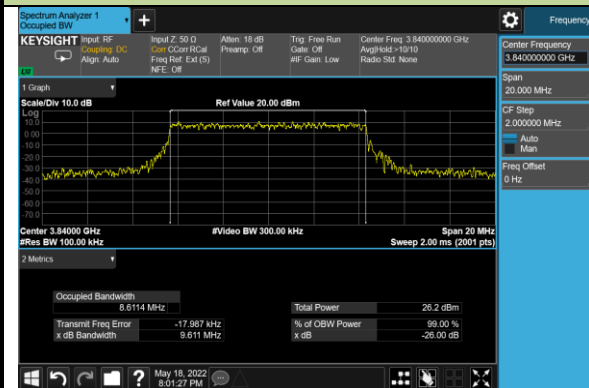 Spectrum Analyzer 1
Occupied BW
+
Frequency
KEYSIGHT
Input: RF
Coupling: DC
Align: Auto
Input Z: 50 Ω
Corr CCorr RCal
Freq Ref: Ext (S)
NFE: Off
Atten: 18 dB
Preamp: Off
Trig: Free Run
Gate: Off
#IF Gain: Low
Center Freq: 3.840000000 GHz
Avg|Hold:>10/10
Radio Std: None
Center Frequency
3.840000000 GHz
Span
20.000 MHz
CF Step
2.000000 MHz
Auto
Man
Freq Offset
0 Hz
1 Graph
Scale/Div 10.0 dB
Ref Value 20.00 dBm
Log
10.0
0.00
-10.0
-20.0
-30.0
-40.0
-50.0
-60.0
-70.0
Center 3.84000 GHz
#Video BW 300.00 kHz
Span 20 MHz
#Res BW 100.00 kHz
Sweep 2.00 ms (2001 pts)
2 Metrics
Occupied Bandwidth
8.6114 MHz
Total Power
26.2 dBm
Transmit Freq Error
-17.987 kHz
% of OBW Power
99.00 %
x dB Bandwidth
9.611 MHz
x dB
-26.00 dB
?
May 18, 2022
8:01:27 PM